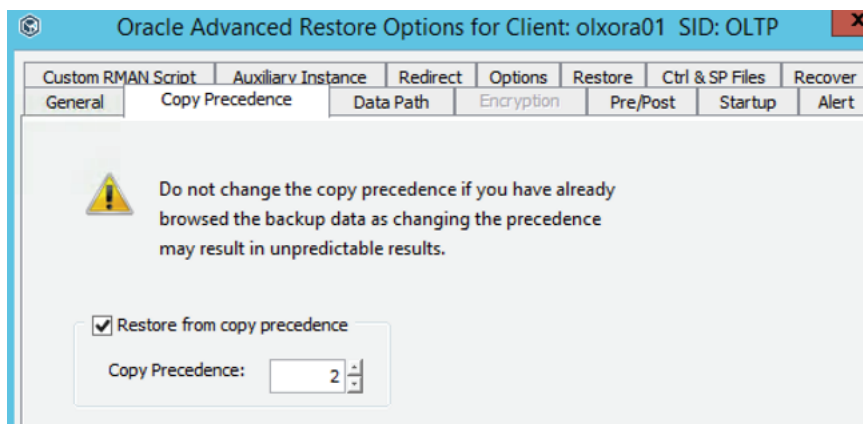 Oracle Advanced Restore Options for Client: olxora01 SID: OLTP
X
Custom RMAN Script Auxiliary Instance Redirect Options Restore Ctrl & SP Files Recover
General Copy Precedence Data Path Encryption Pre/Post Startup Alert
Do not change the copy precedence if you have already
browsed the backup data as changing the precedence
may result in unpredictable results.
Restore from copy precedence
Copy Precedence: 2